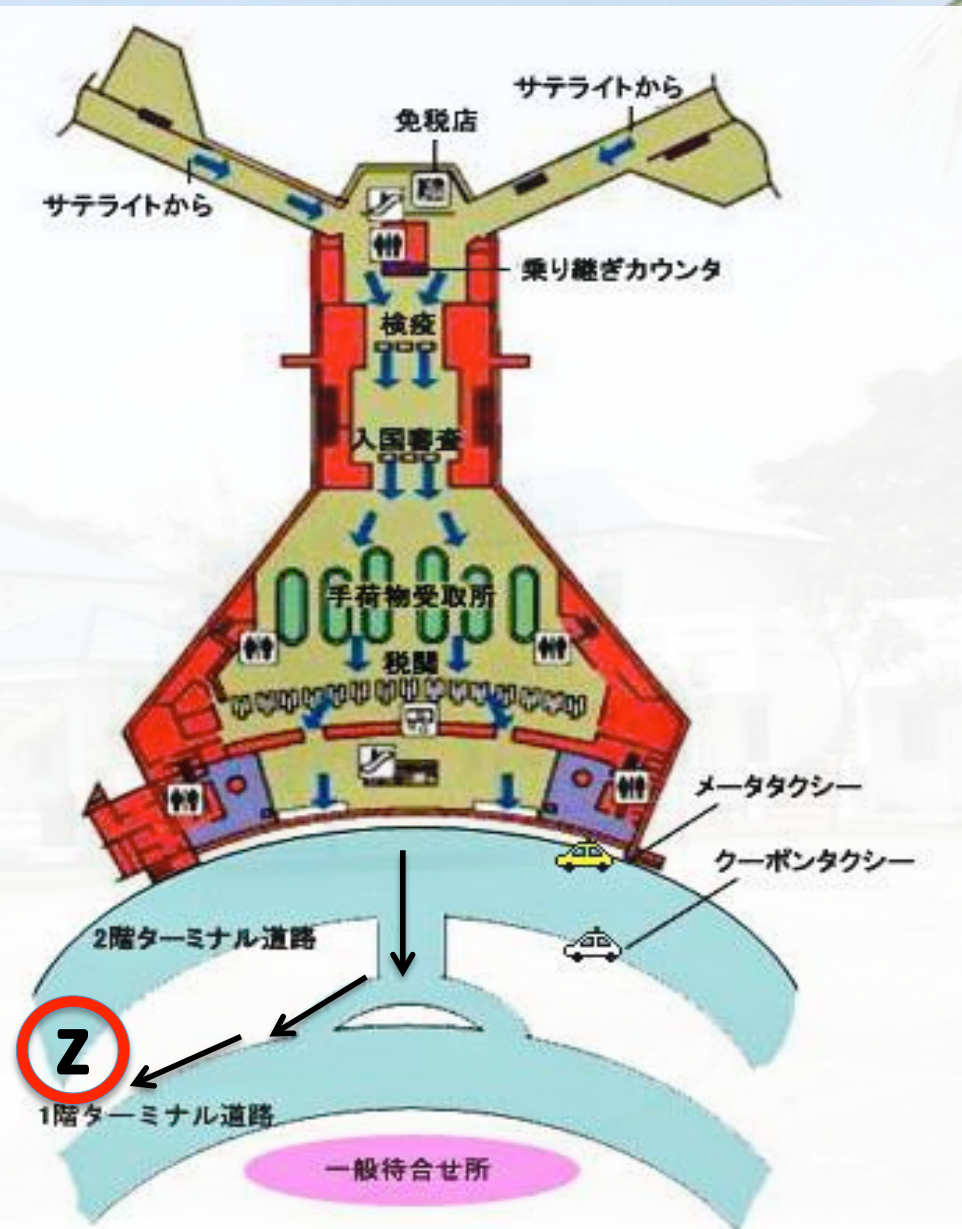 サテライトから
免税店
サテライトから
乗り継ぎカウンタ
検疫
入国審査
手荷物受取所
税関
メータタクシー
クーポンタクシー
2階ターミナル道路
Z
1階ターミナル道路
一般待合せ所